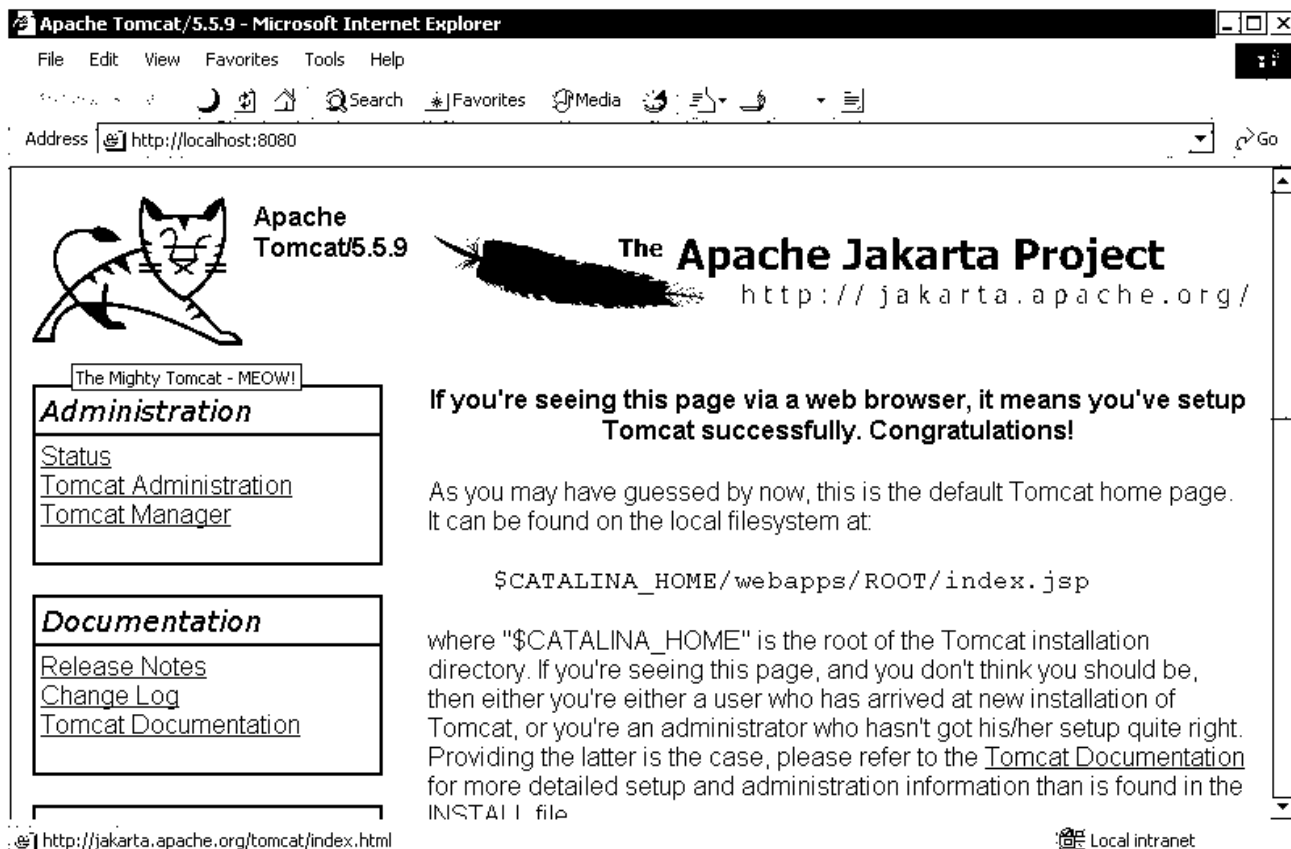 Apache Tomcat/5.5.9 - Microsoft Internet Explorer
File Edit View Favorites Tools Help
Search Favorites Media
Address http://localhost:8080 Go
Apache
Tomcat/5.5.9
The Apache Jakarta Project
http://jakarta.apache.org/
The Mighty Tomcat - MEOW!
Administration
Status
Tomcat Administration
Tomcat Manager
Documentation
Release Notes
Change Log
Tomcat Documentation
If you're seeing this page via a web browser, it means you've setup
Tomcat successfully. Congratulations!
As you may have guessed by now, this is the default Tomcat home page.
It can be found on the local filesystem at:
$CATALINA_HOME/webapps/ROOT/index.jsp
where "$CATALINA_HOME" is the root of the Tomcat installation
directory. If you're seeing this page, and you don't think you should be,
then either you're either a user who has arrived at new installation of
Tomcat, or you're an administrator who hasn't got his/her setup quite right.
Providing the latter is the case, please refer to the Tomcat Documentation
for more detailed setup and administration information than is found in the
INSTALL file
http://jakarta.apache.org/tomcat/index.html
Local intranet